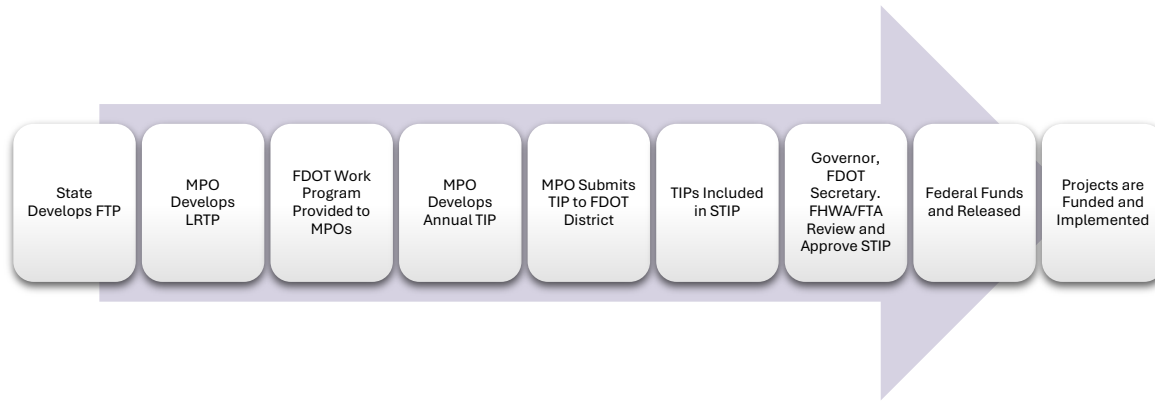 State
Develops FTP
MPO
Develops
LRTP
FDOT Work
Program
Provided to
MPOs
MPO
Develops
Annual TIP
MPO Submits
TIP to FDOT
District
TIPs Included
in STIP
Governor,
FDOT
Secretary.
FHWA/FTA
Review and
Approve STIP
Federal Funds
and Released
Projects are
Funded and
Implemented